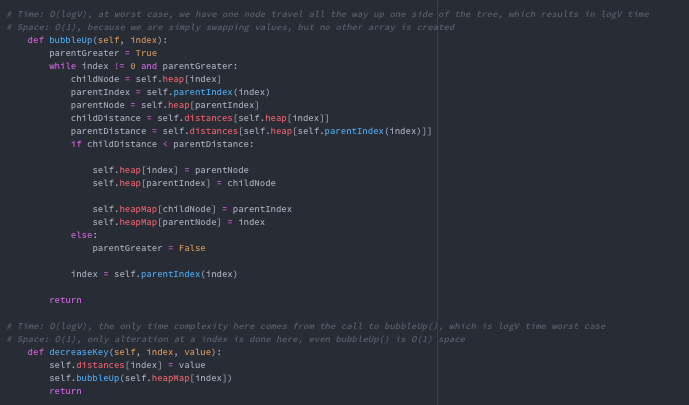 # Time: O(logV), at worst case, we have one node travel all the way up one side of the tree, which results in logV time
# Space: O(1), because we are simply swapping values, but no other array is created
def bubbleUp(self, index):
parentGreater = True
while index != 0 and parentGreater:
childNode = self.heap[index]
parentIndex = self.parentIndex(index)
parentNode = self.heap[parentIndex]
childDistance = self.distances[self.heap[index]]
parentDistance = self.distances[self.heap[self.parentIndex(index)]]
if childDistance < parentDistance:
self.heap[index] = parentNode
self.heap[parentIndex] = childNode
self.heapMap[childNode] = parentIndex
self.heapMap[parentNode] = index
else:
parentGreater = False
index = self.parentIndex(index)
return
# Time: O(logV), the only time complexity here comes from the call to bubbleUp(), which is logV time worst case
# Space: O(1), only alteration at a index is done here, even bubbleUp() is O(1) space
def decreaseKey(self, index, value):
self.distances[index] = value
self.bubbleUp(self.heapMap[index])
return